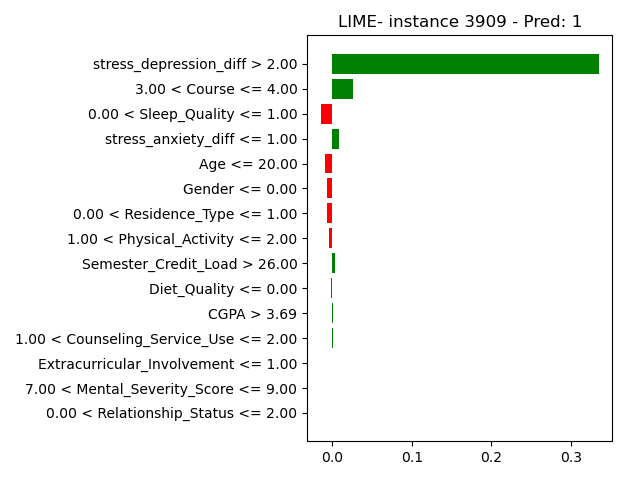 LIME- instance 3909 - Pred: 1
stress_depression_diff > 2.00
3.00 < Course <= 4.00
0.00 < Sleep_Quality <= 1.00
stress_anxiety_diff <= 1.00
Age <= 20.00
Gender <= 0.00
0.00 < Residence_Type <= 1.00
1.00 < Physical_Activity <= 2.00
Semester_Credit_Load > 26.00
Diet_Quality <= 0.00
CGPA > 3.69
1.00 < Counseling_Service_Use <= 2.00
Extracurricular_Involvement <= 1.00
7.00 < Mental_Severity_Score <= 9.00
0.00 < Relationship_Status <= 2.00
0.0 0.1 0.2 0.3